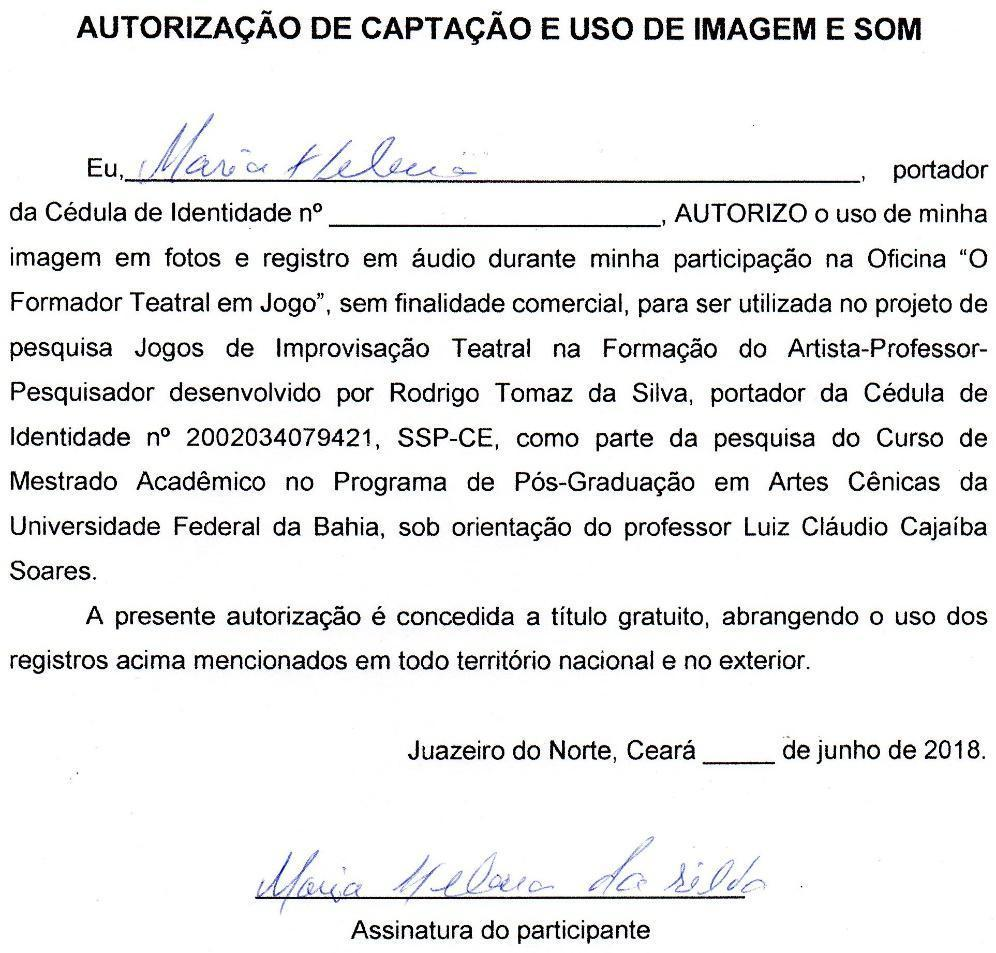 AUTORIZAÇÃO DE CAPTAÇÃO E USO DE IMAGEM E SOM
Eu, Maria Helena, portador
da Cédula de Identidade nº ____________________, AUTORIZO o uso de minha
imagem em fotos e registro em áudio durante minha participação na Oficina “O
Formador Teatral em Jogo”, sem finalidade comercial, para ser utilizada no projeto de
pesquisa Jogos de Improvisação Teatral na Formação do Artista-Professor-
Pesquisador desenvolvido por Rodrigo Tomaz da Silva, portador da Cédula de
Identidade nº 2002034079421, SSP-CE, como parte da pesquisa do Curso de
Mestrado Acadêmico no Programa de Pós-Graduação em Artes Cênicas da
Universidade Federal da Bahia, sob orientação do professor Luiz Cláudio Cajaíba
Soares.
A presente autorização é concedida a título gratuito, abrangendo o uso dos
registros acima mencionados em todo território nacional e no exterior.
Juazeiro do Norte, Ceará _____ de junho de 2018.
Maria Helena da
Assinatura do participante